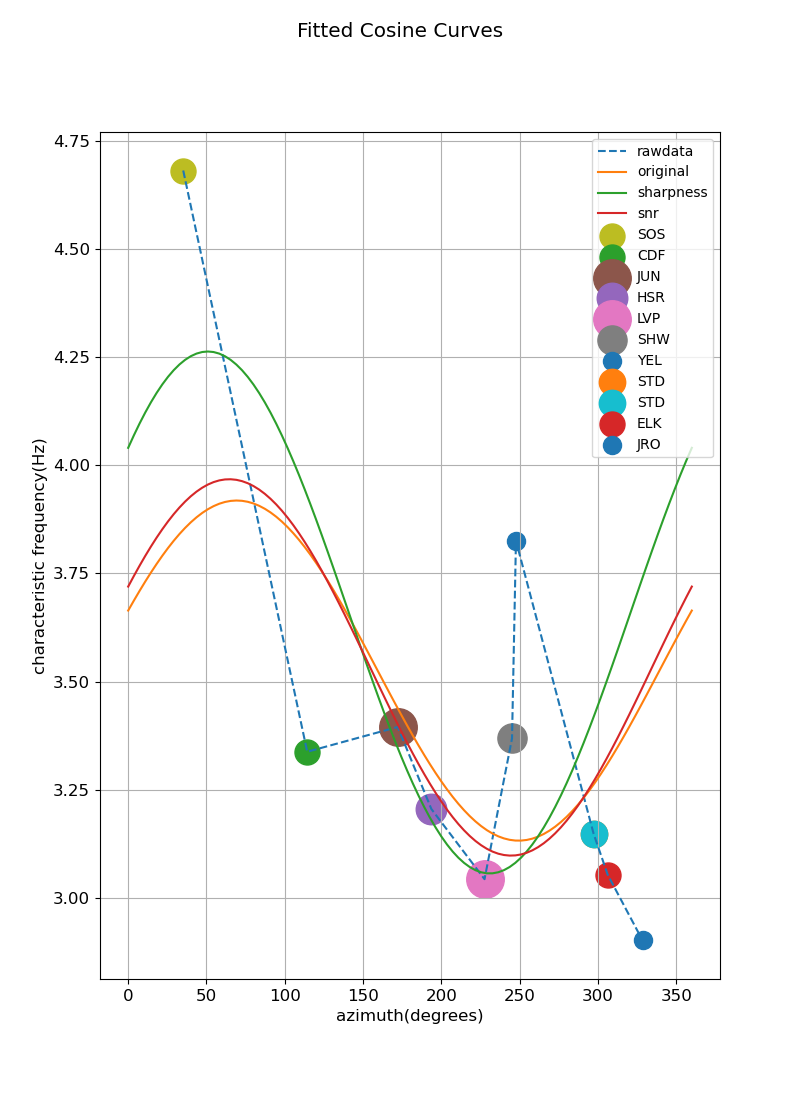 Fitted Cosine Curves
4.75
4.50
4.25
4.00
3.75
3.50
3.25
3.00
characteristic frequency(Hz)
rawdata
original
sharpness
snr
SOS
CDF
JUN
HSR
LVP
SHW
YEL
STD
STD
ELK
JRO
0 50 100 150 200 250 300 350
azimuth(degrees)